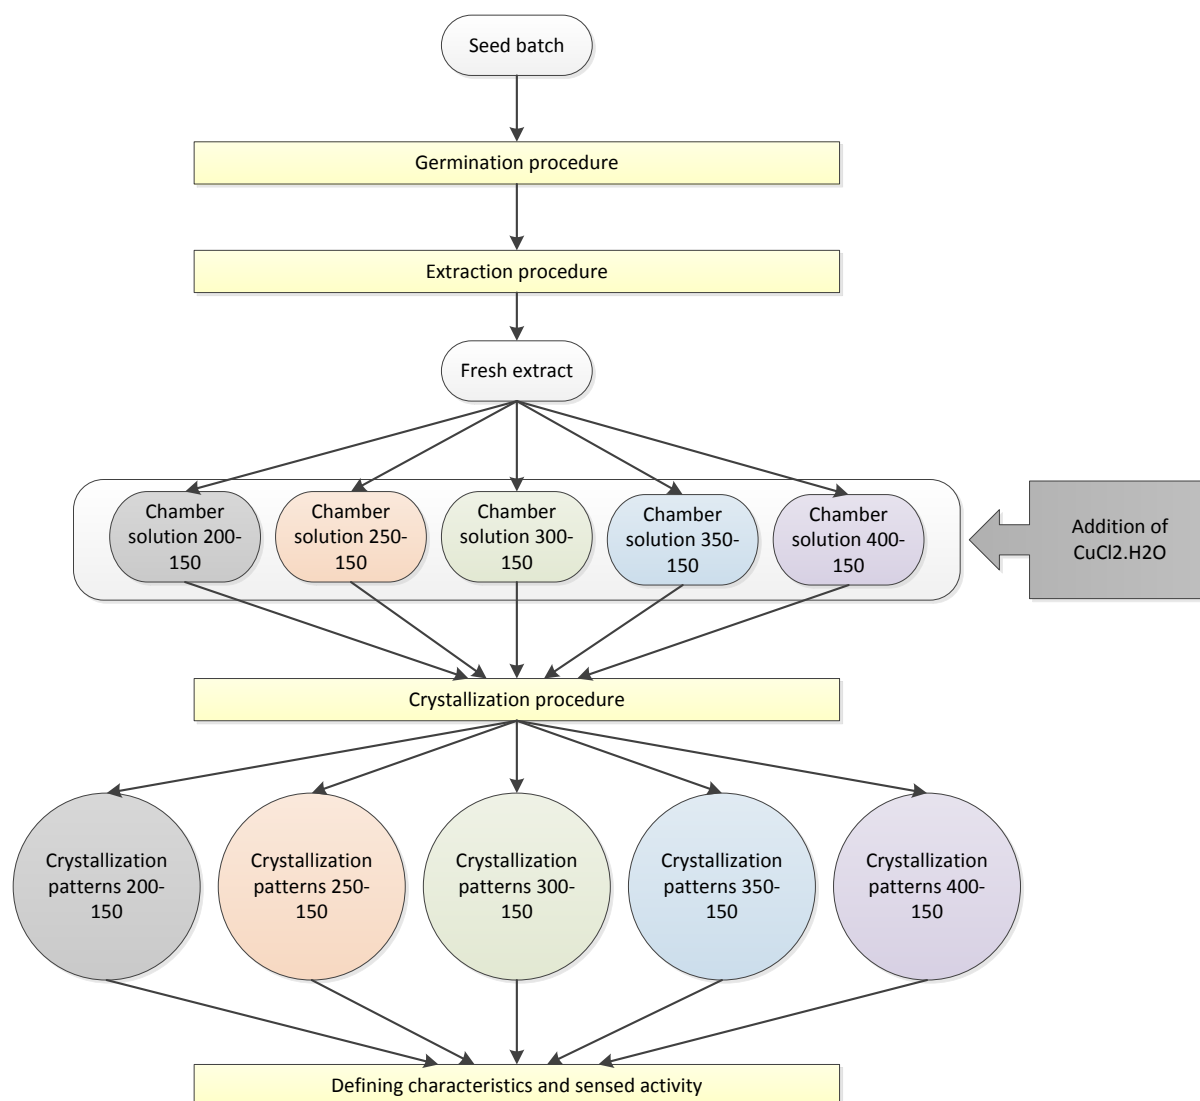 Seed batch
Germination procedure
Extraction procedure
Fresh extract
Chamber
solution 200-
150
Chamber
solution 250-
150
Chamber
solution 300-
150
Chamber
solution 350-
150
Chamber
solution 400-
150
Addition of
CuCl2.H2O
Crystallization procedure
Crystallization
patterns 200-
150
Crystallization
patterns 250-
150
Crystallization
patterns 300-
150
Crystallization
patterns 350-
150
Crystallization
patterns 400-
150
Defining characteristics and sensed activity